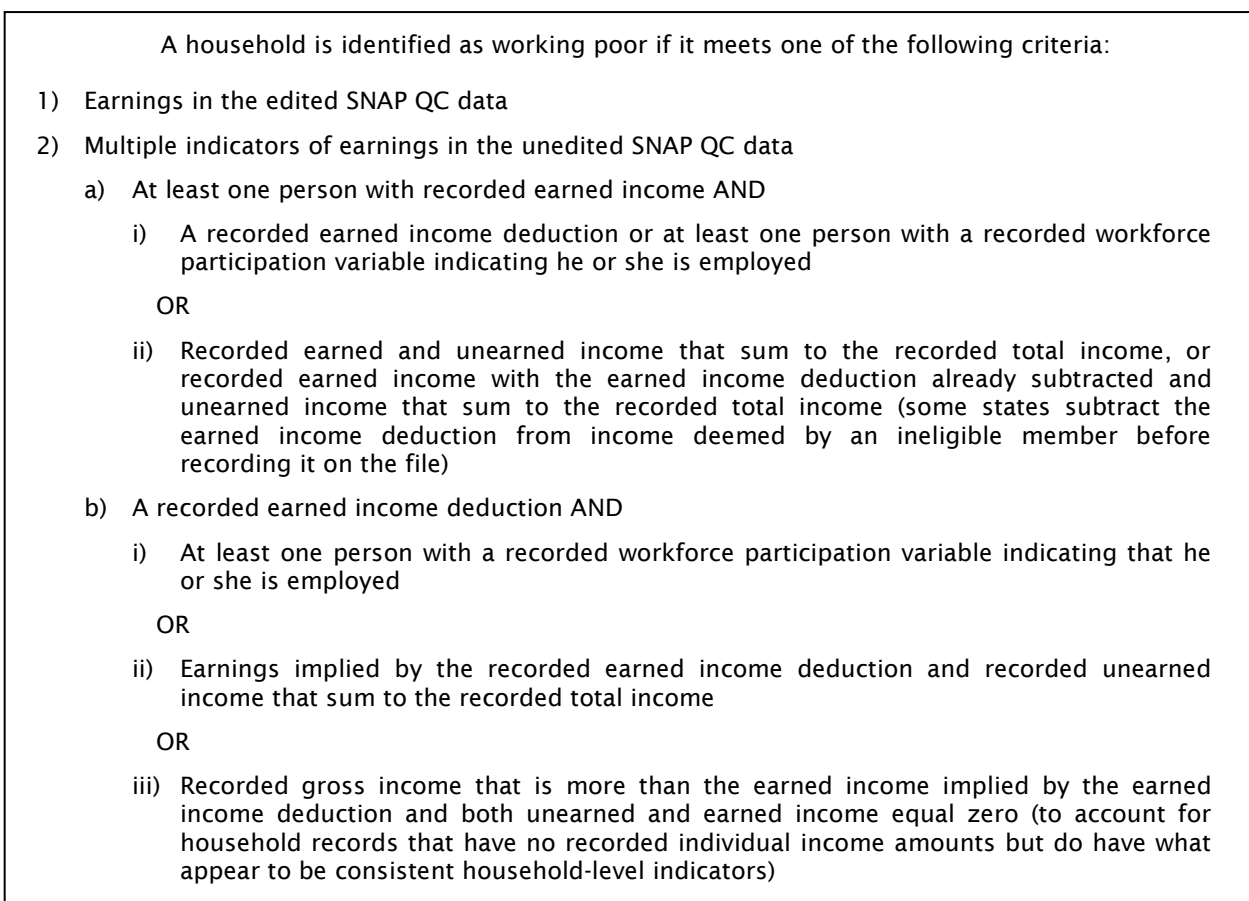 A household is identified as working poor if it meets one of the following criteria:
1) Earnings in the edited SNAP QC data
2) Multiple indicators of earnings in the unedited SNAP QC data
a) At least one person with recorded earned income AND
i) A recorded earned income deduction or at least one person with a recorded workforce
participation variable indicating he or she is employed
OR
ii) Recorded earned and unearned income that sum to the recorded total income, or
recorded earned income with the earned income deduction already subtracted and
unearned income that sum to the recorded total income (some states subtract the
earned income deduction from income deemed by an ineligible member before
recording it on the file)
b) A recorded earned income deduction AND
i) At least one person with a recorded workforce participation variable indicating that he
or she is employed
OR
ii) Earnings implied by the recorded earned income deduction and recorded unearned
income that sum to the recorded total income
OR
iii) Recorded gross income that is more than the earned income implied by the earned
income deduction and both unearned and earned income equal zero (to account for
household records that have no recorded individual income amounts but do have what
appear to be consistent household-level indicators)